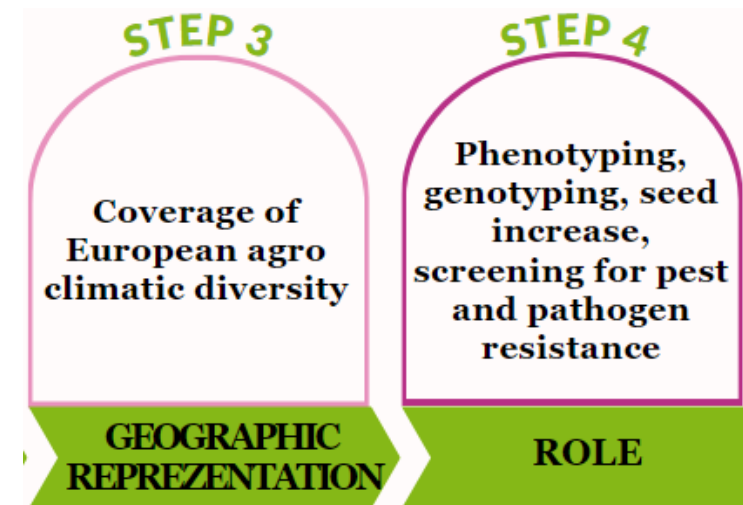 STEP 3
Coverage of
European agro
climatic diversity
GEOGRAPHIC
REPREZENTATION
STEP 4
Phenotyping,
genotyping, seed
increase,
screening for pest
and pathogen
resistance
ROLE